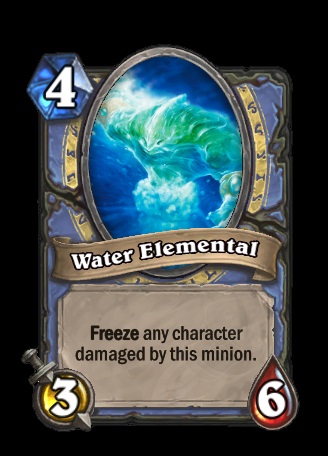 4
Water Elemental
Freeze any character
damaged by this minion.
3
6